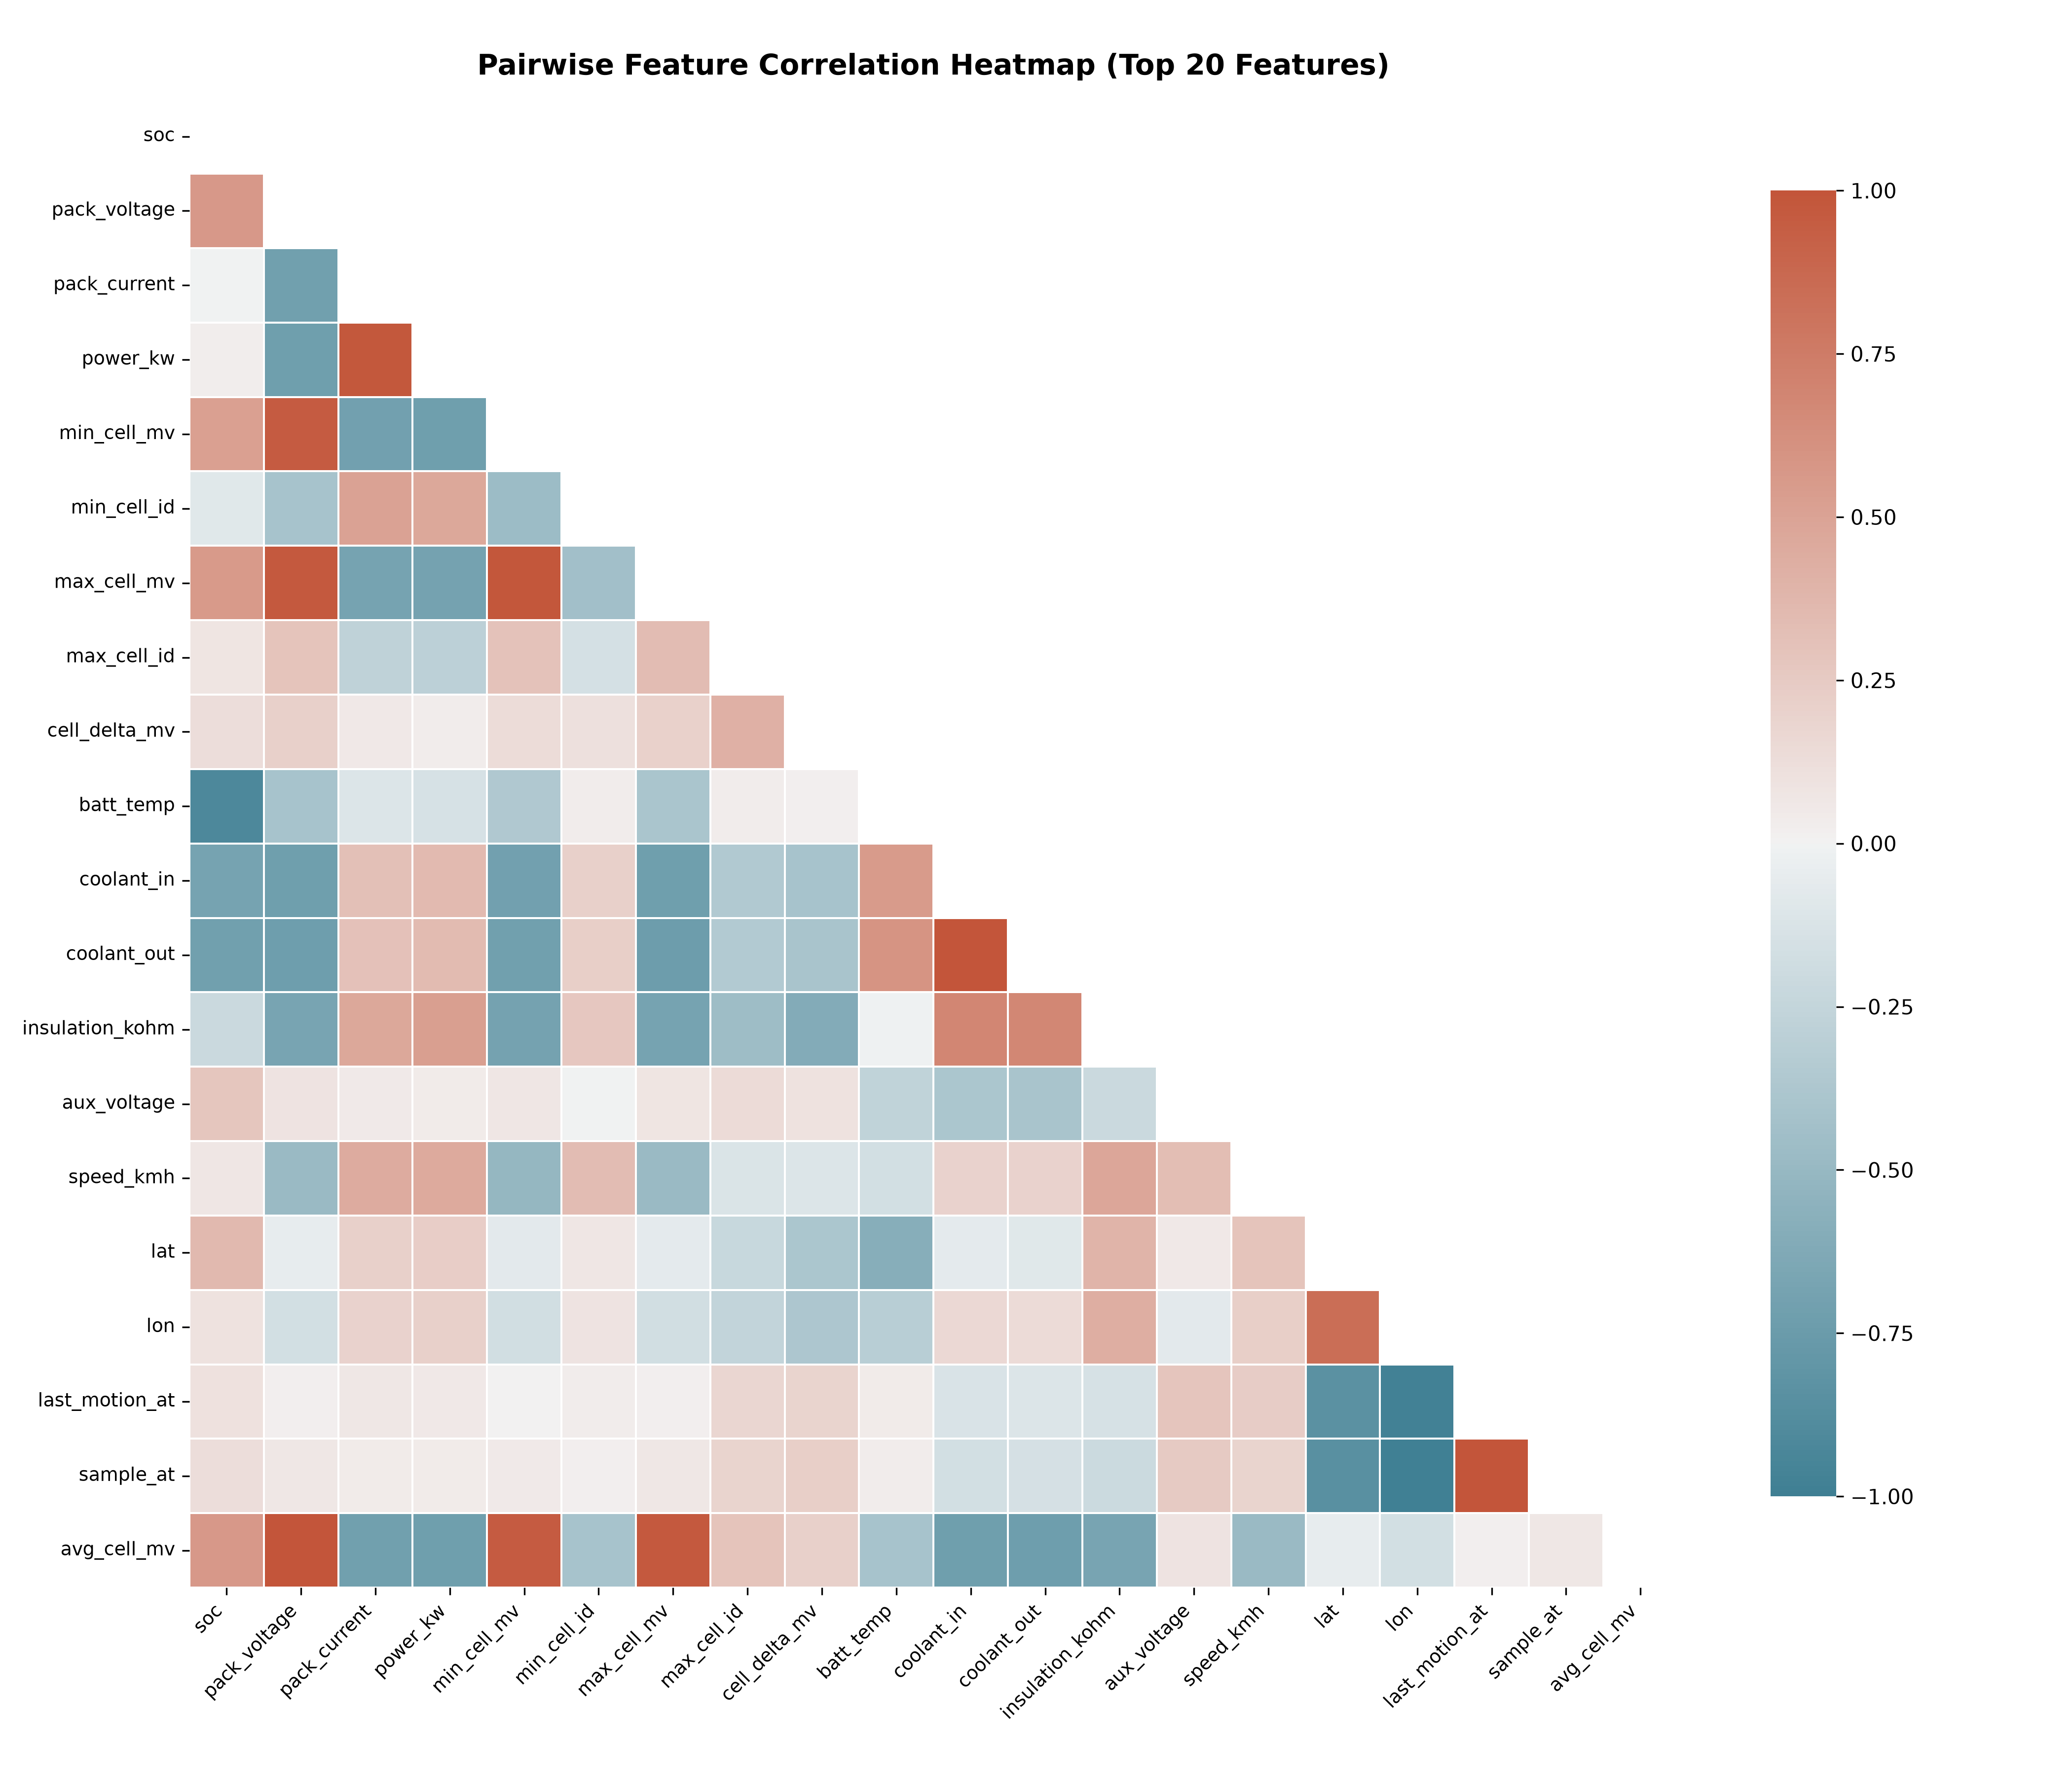 Pairwise Feature Correlation Heatmap (Top 20 Features)
soc
pack_voltage
pack_current
power_kw
min_cell_mv
min_cell_id
max_cell_mv
max_cell_id
cell_delta_mv
batt_temp
coolant_in
coolant_out
insulation_kohm
aux_voltage
speed_kmh
lat
lon
last_motion_at
sample_at
avg_cell_mv
soc
pack_voltage
pack_current
power_kw
min_cell_mv
min_cell_id
max_cell_mv
max_cell_id
cell_delta_mv
batt_temp
coolant_in
coolant_out
insulation_kohm
aux_voltage
speed_kmh
lat
lon
last_motion_at
sample_at
avg_cell_mv
1.00
0.75
0.50
0.25
0.00
−0.25
−0.50
−0.75
−1.00